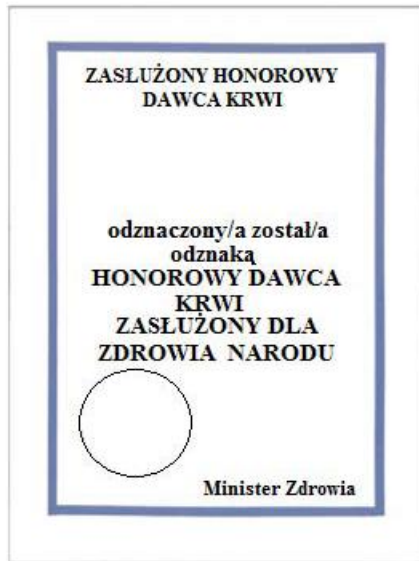 ZASŁUŻONY HONOROWY
DAWCA KRWI
odznaczony/a został/a
odznaką
HONOROWY DAWCA
KRWI
ZASŁUŻONY DLA
ZDROWIA NARODU
Minister Zdrowia